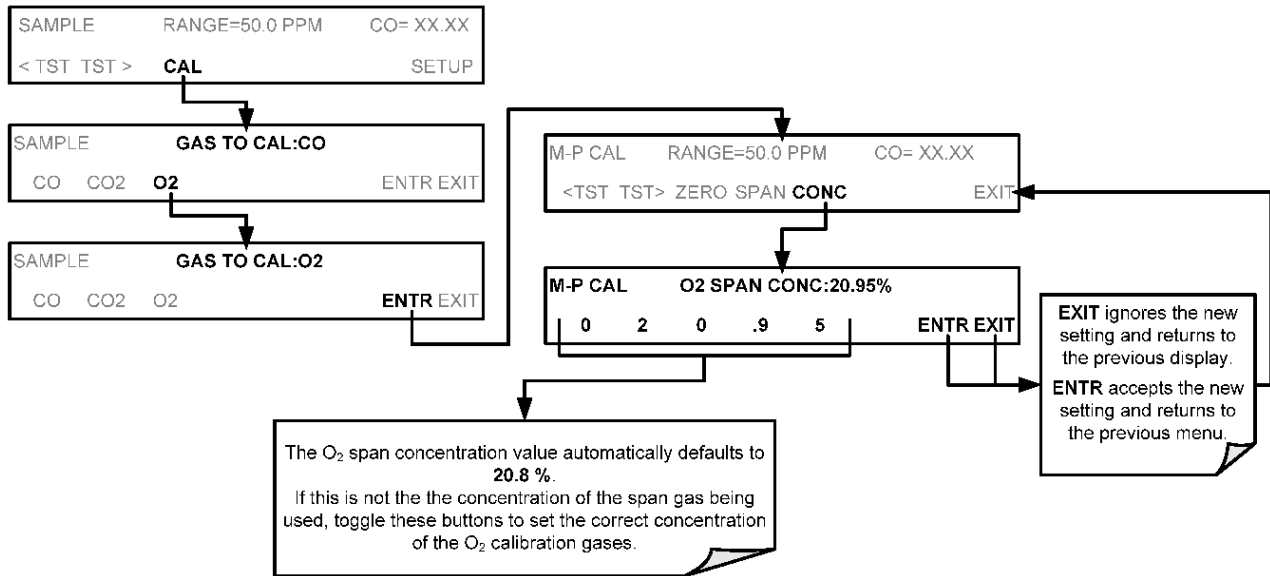 SAMPLE RANGE=50.0 PPM CO= XX.XX
< TST TST > CAL SETUP
SAMPLE GAS TO CAL:CO
CO CO2 O2 ENTR EXIT
SAMPLE GAS TO CAL:O2
CO CO2 O2 ENTR EXIT
M-P CAL RANGE=50.0 PPM CO= XX.XX
<TST TST> ZERO SPAN CONC EXIT
M-P CAL O2 SPAN CONC:20.95%
0 2 0 .9 5 ENTR EXIT
EXIT ignores the new
setting and returns to
the previous display.
ENTR accepts the new
setting and returns to
the previous menu.
The O₂ span concentration value automatically defaults to
20.8 %.
If this is not the the concentration of the span gas being
used, toggle these buttons to set the correct concentration
of the O₂ calibration gases.